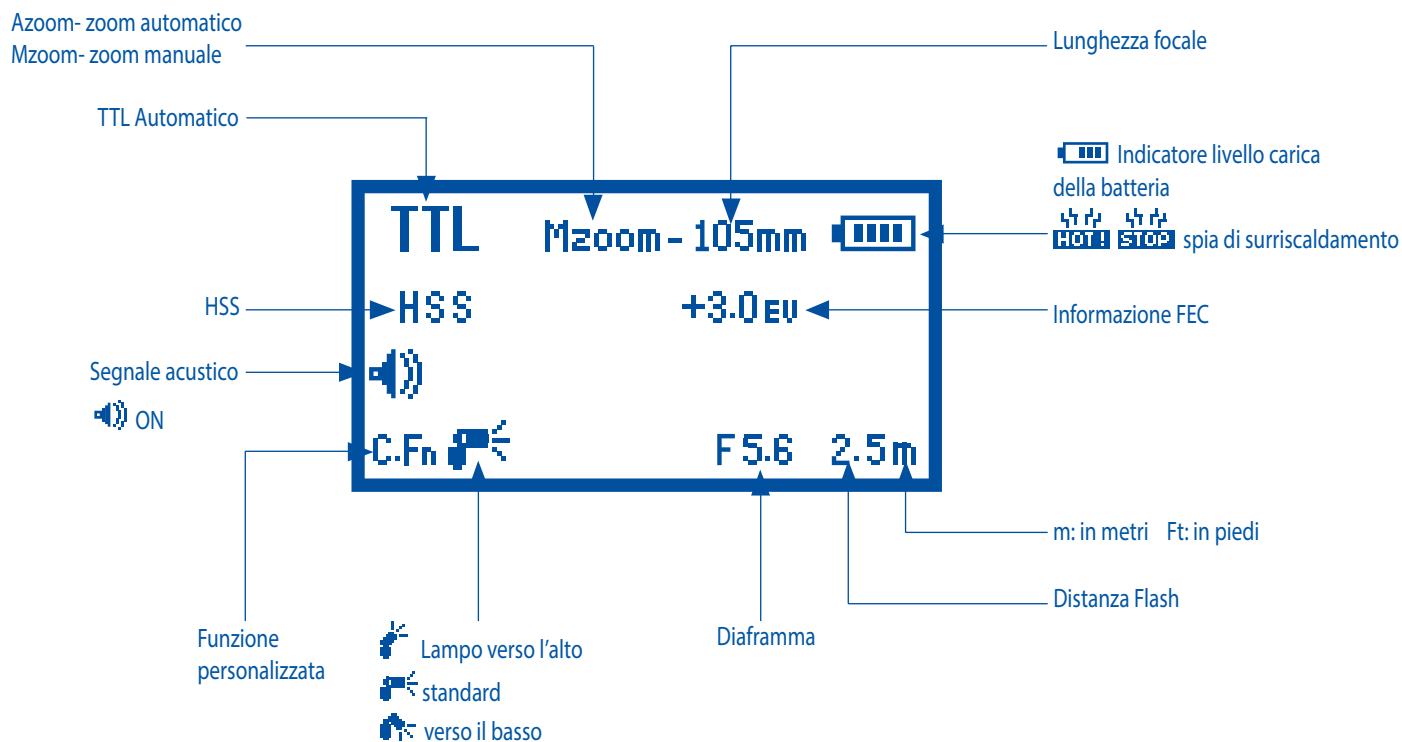 Azoom- zoom automatico
Mzoom- zoom manuale
Lunghezza focale
TTL Automatico
Indicatore livello carica
della batteria
HOT! STOP spia di surriscaldamento
TTL Mzoom- 105mm
HSS
HSS +3.0 EV
Informazione FEC
Segnale acustico
ON
C.Fn F5.6 2.5m
m: in metri Ft: in piedi
Distanza Flash
Funzione
personalizzata
Lampo verso l'alto
standard
verso il basso
Diaframma